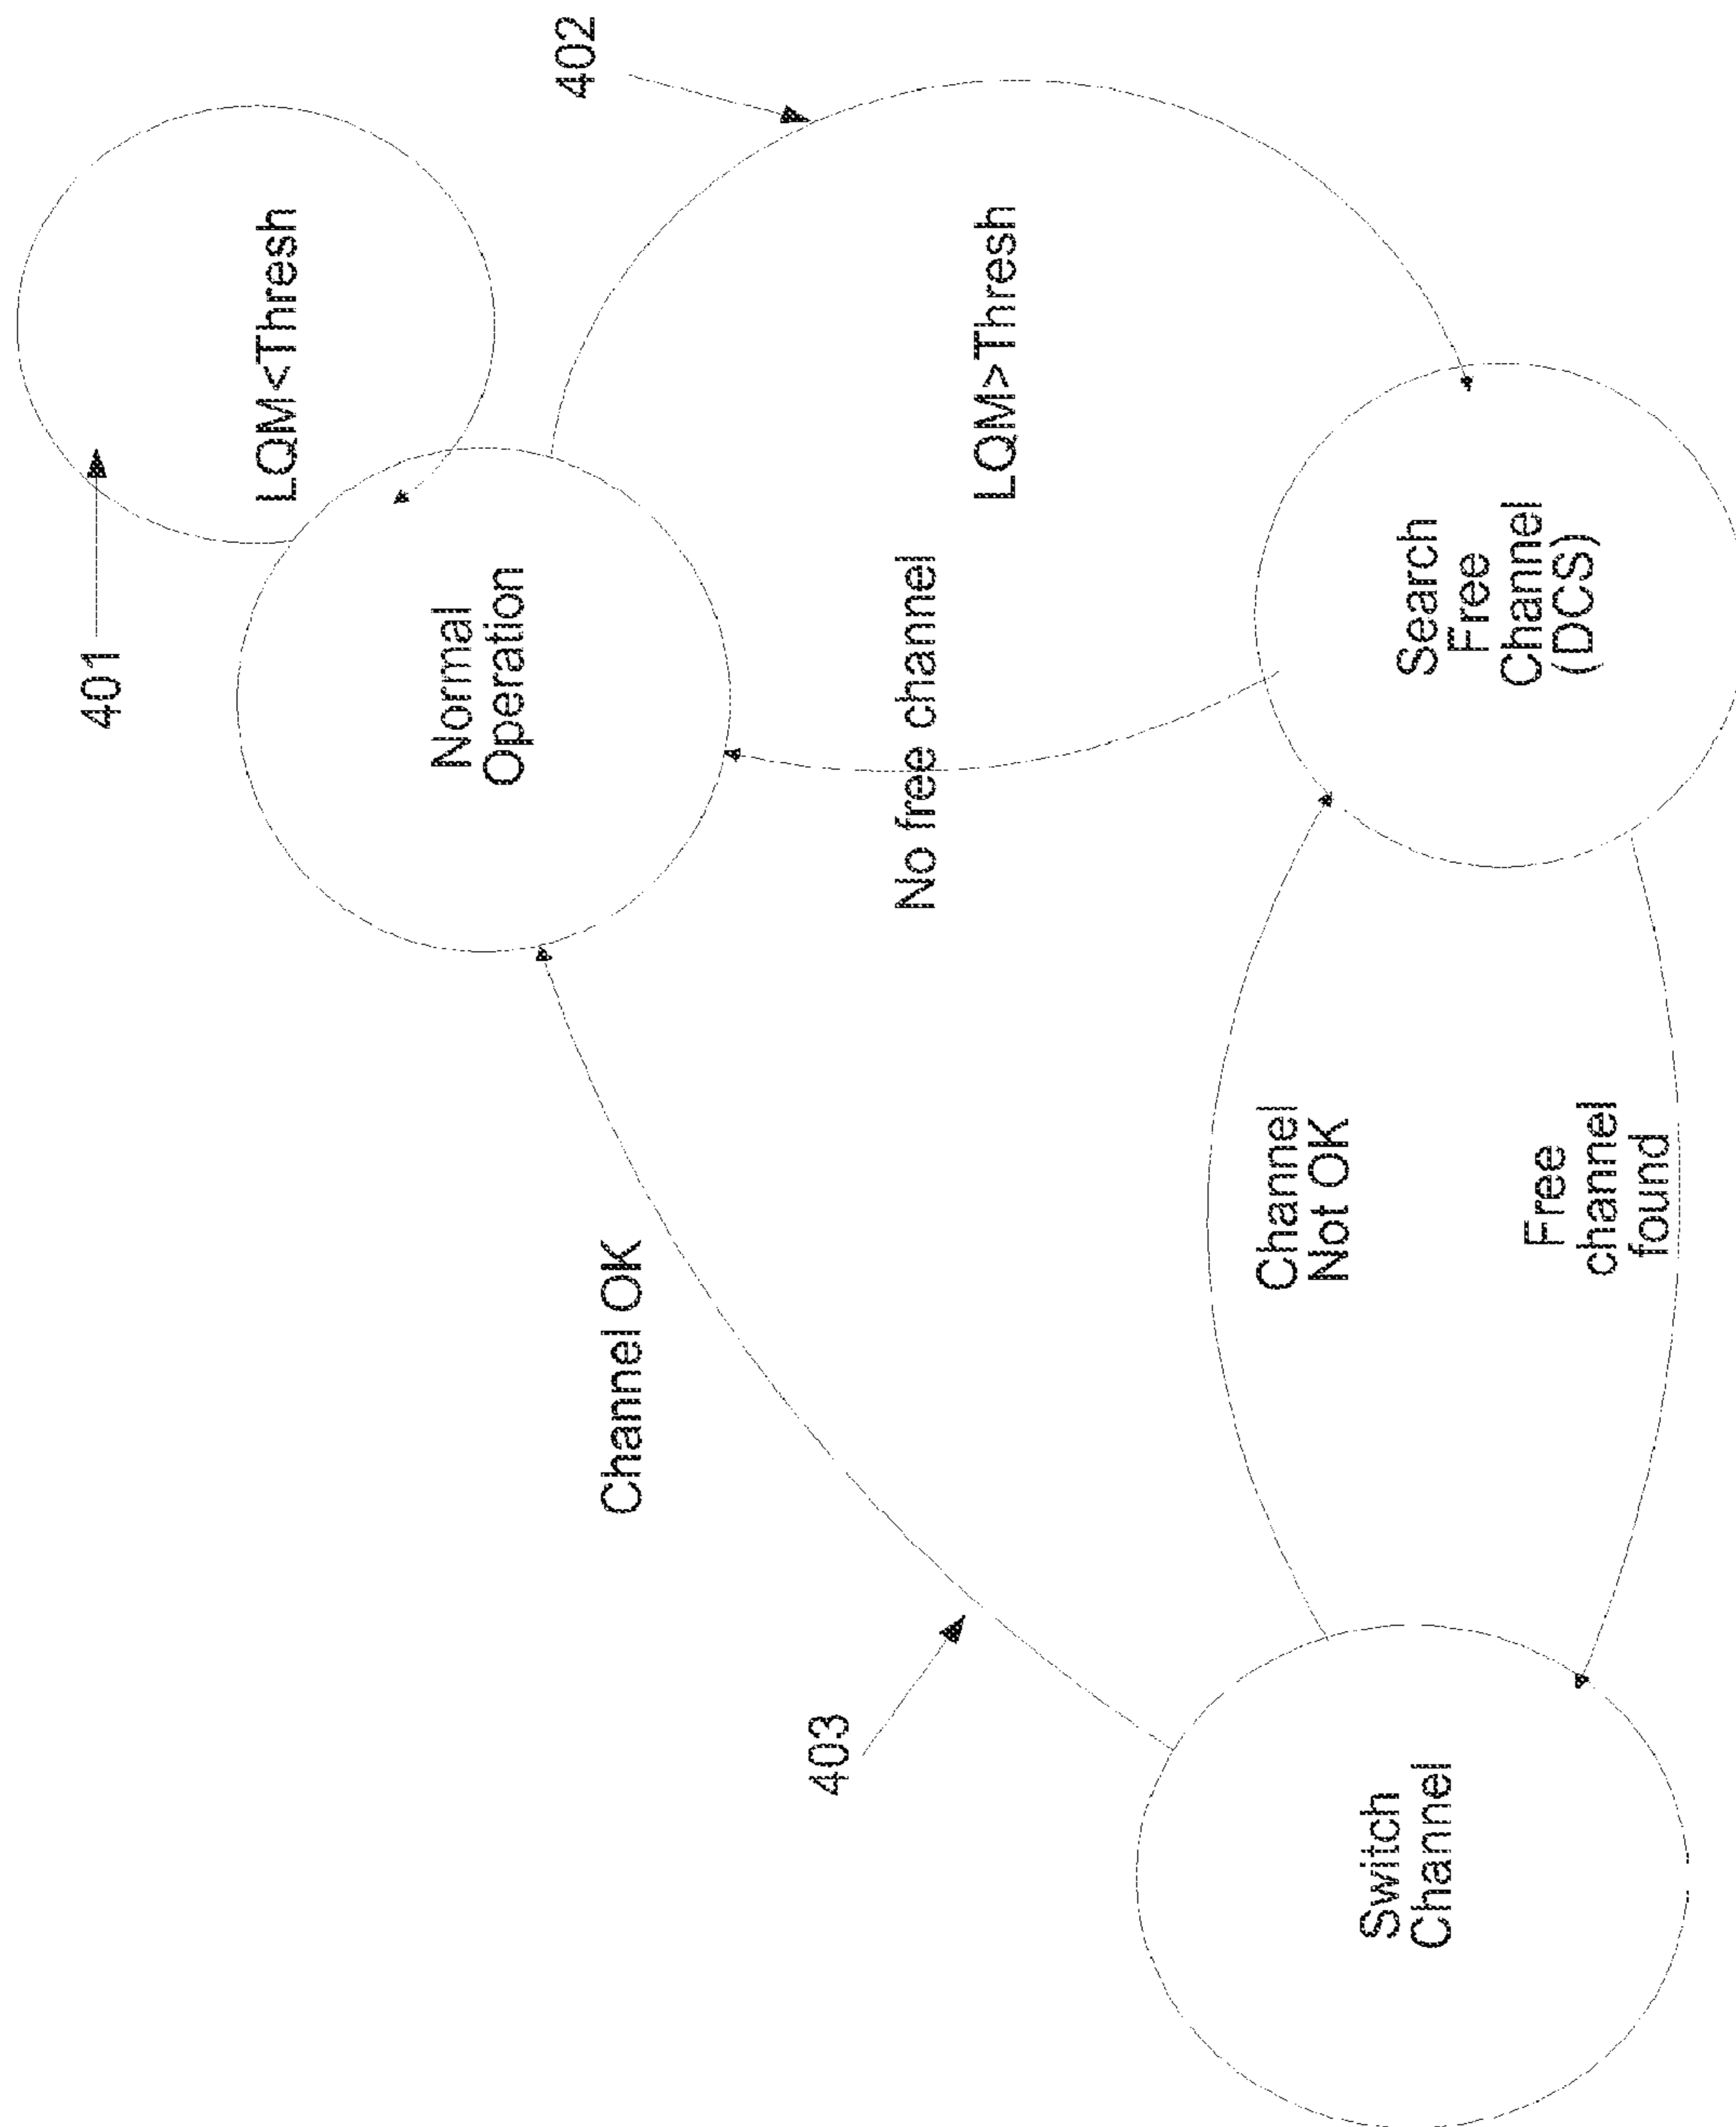 401
LQM<Thresh
402
Normal
Operation
LQM>Thresh
No free channel
Channel OK
403
Search
Free
Channel
(DCS)
Channel
Not OK
Free
channel
found
Switch
Channel